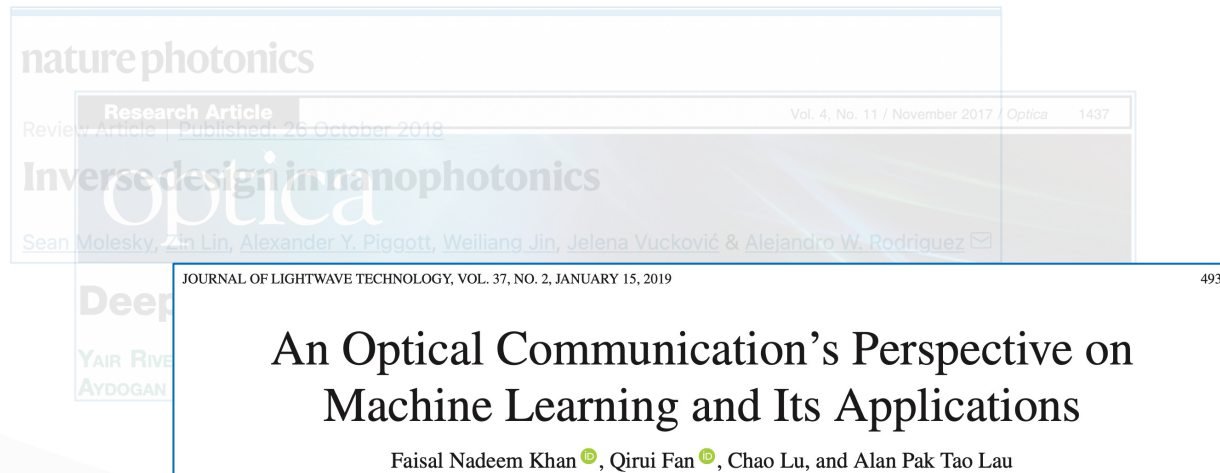 nature photonics
Research Article
Vol. 4, No. 11 / November 2017 / Optica 1437
Review Article | Published: 26 October 2018
Inverse design in nanophotonics
optica
Sean Molesky, Zin Lin, Alexander Y. Piggott, Weiliang Jin, Jelena Vucković & Alejandro W. Rodriguez
JOURNAL OF LIGHTWAVE TECHNOLOGY, VOL. 37, NO. 2, JANUARY 15, 2019 493
Deep
An Optical Communication's Perspective on
Machine Learning and Its Applications
YAIR RIVE
AYDOGAN
Faisal Nadeem Khan, Qirui Fan, Chao Lu, and Alan Pak Tao Lau